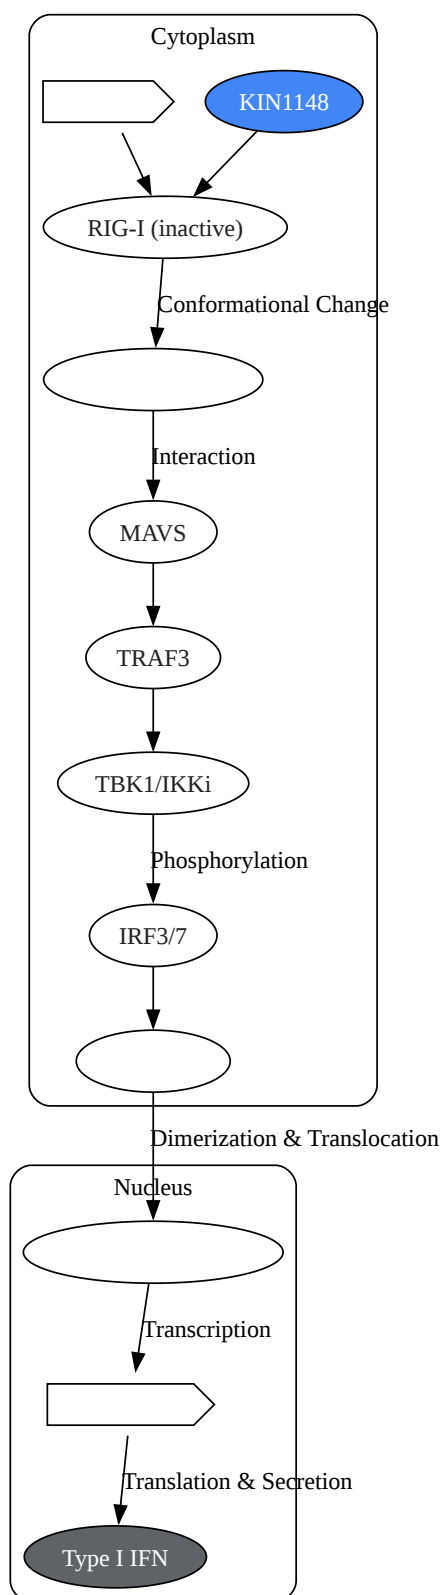 Cytoplasm
KIN1148
RIG-I (inactive)
Conformational Change
Interaction
MAVS
TRAF3
TBK1/IKKi
Phosphorylation
IRF3/7
Dimerization & Translocation
Nucleus
Transcription
Translation & Secretion
Type I IFN